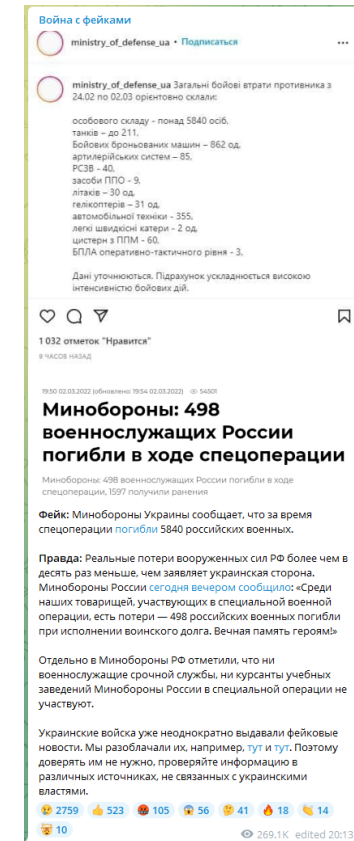 Война с фейками
ministry_of_defense_ua • Подписаться
ministry_of_defense_ua Загальні бойові втрати противника з
24.02 по 02.03 орієнтовно склали:
особового складу - понад 5840 осіб,
танків – до 211,
Бойових броньованих машин – 862 од,
артилерійських систем – 85,
РСЗВ - 40,
засоби ППО - 9,
літаків – 30 од,
гелікоптерів – 31 од,
автомобільної техніки - 355,
легкі швидкісні катери - 2 од,
цистерн з ППМ - 60,
БПЛА оперативно-тактичного рівня - 3.
Дані уточнюються. Підрахунок ускладнюється високою
інтенсивністю бойових дій.
1 032 отметок "Нравится"
9 ЧАСОВ НАЗАД
19:50 02.03.2022 (обновлено: 19:54 02.03.2022) 54501
Минобороны: 498
военнослужащих России
погибли в ходе спецоперации
Минобороны: 498 военнослужащих России погибли в ходе
спецоперации, 1597 получили ранения
Фейк: Минобороны Украины сообщает, что за время
спецоперации погибли 5840 российских военных.
Правда: Реальные потери вооруженных сил РФ более чем в
десять раз меньше, чем заявляет украинская сторона.
Минобороны России сегодня вечером сообщило: «Среди
наших товарищей, участвующих в специальной военной
операции, есть потери — 498 российских военных погибли
при исполнении воинского долга. Вечная память героям!»
Отдельно в Минобороны РФ отметили, что ни
военнослужащие срочной службы, ни курсанты учебных
заведений Минобороны России в специальной операции не
участвуют.
Украинские войска уже неоднократно выдавали фейковые
новости. Мы разоблачали их, например, тут и тут. Поэтому
доверять им не нужно, проверяйте информацию в
различных источниках, не связанных с украинскими
властями.
2759 523 105 56 41 18 14
10
269.1K edited 20:13